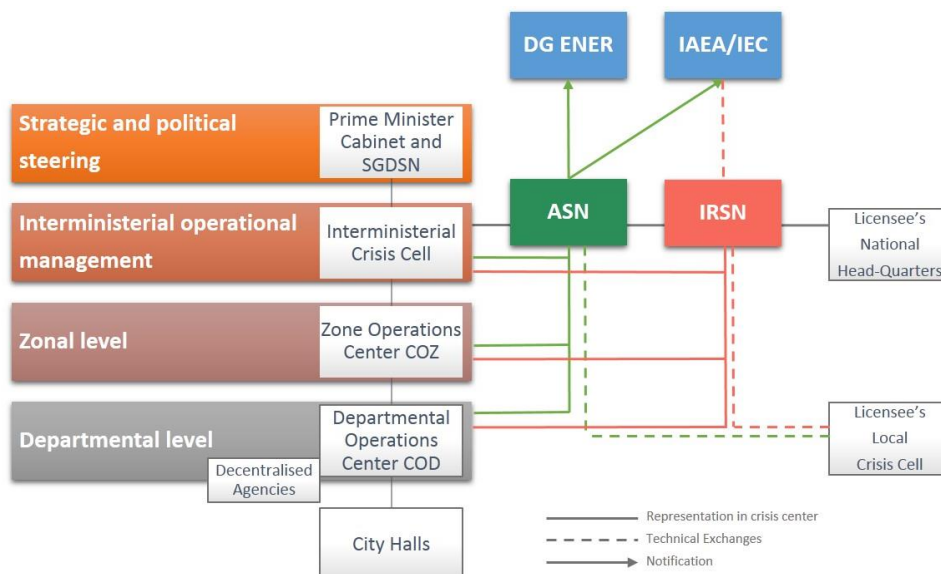 DG ENER
IAEA/IEC
Strategic and political
steering
Prime Minister
Cabinet and
SGDSN
ASN
IRSN
Interministerial operational
management
Interministerial
Crisis Cell
Licensee's
National
Head-Quarters
Zonal level
Zone Operations
Center COZ
Departmental level
Departmental
Operations
Center COD
Licensee's
Local
Crisis Cell
Decentralised
Agencies
City Halls
Representation in crisis center
Technical Exchanges
Notification